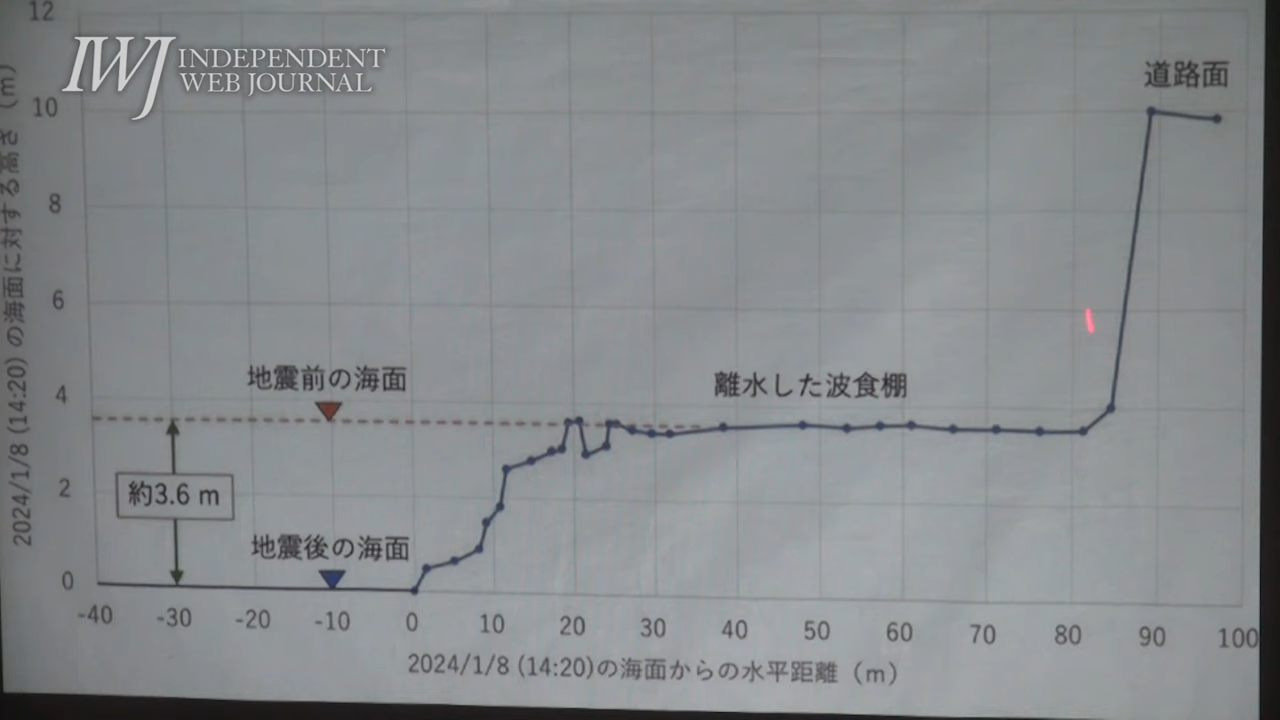 IWJ INDEPENDENT
WEB JOURNAL
12
10
8
6
4
2
0
2024/1/8 (14:20) の海面に対する高さ (m)
道路面
地震前の海面
離水した波食棚
約3.6 m
地震後の海面
-40 -30 -20 -10 0 10 20 30 40 50 60 70 80 90 100
2024/1/8 (14:20)の海面からの水平距離（m）